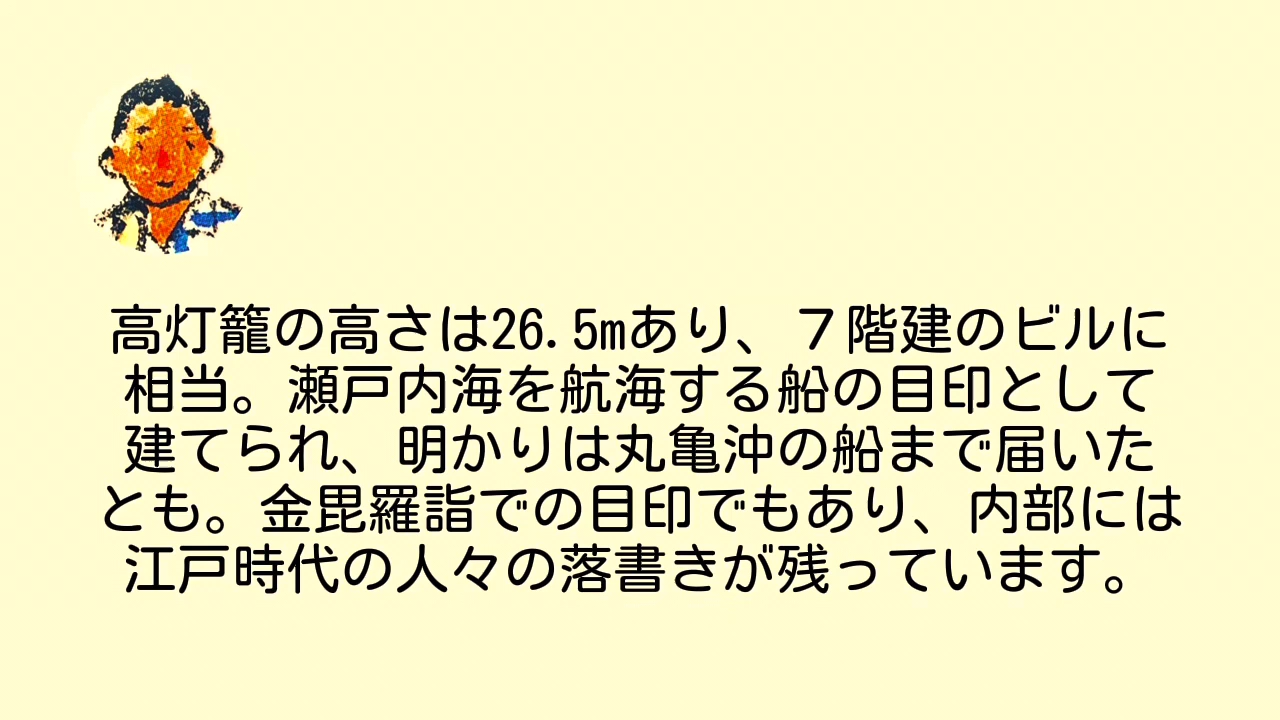 高灯籠の高さは26.5mあり、７階建のビルに
相当。瀬戸内海を航海する船の目印として
建てられ、明かりは丸亀沖の船まで届いた
とも。金毘羅詣での目印でもあり、内部には
江戸時代の人々の落書きが残っています。